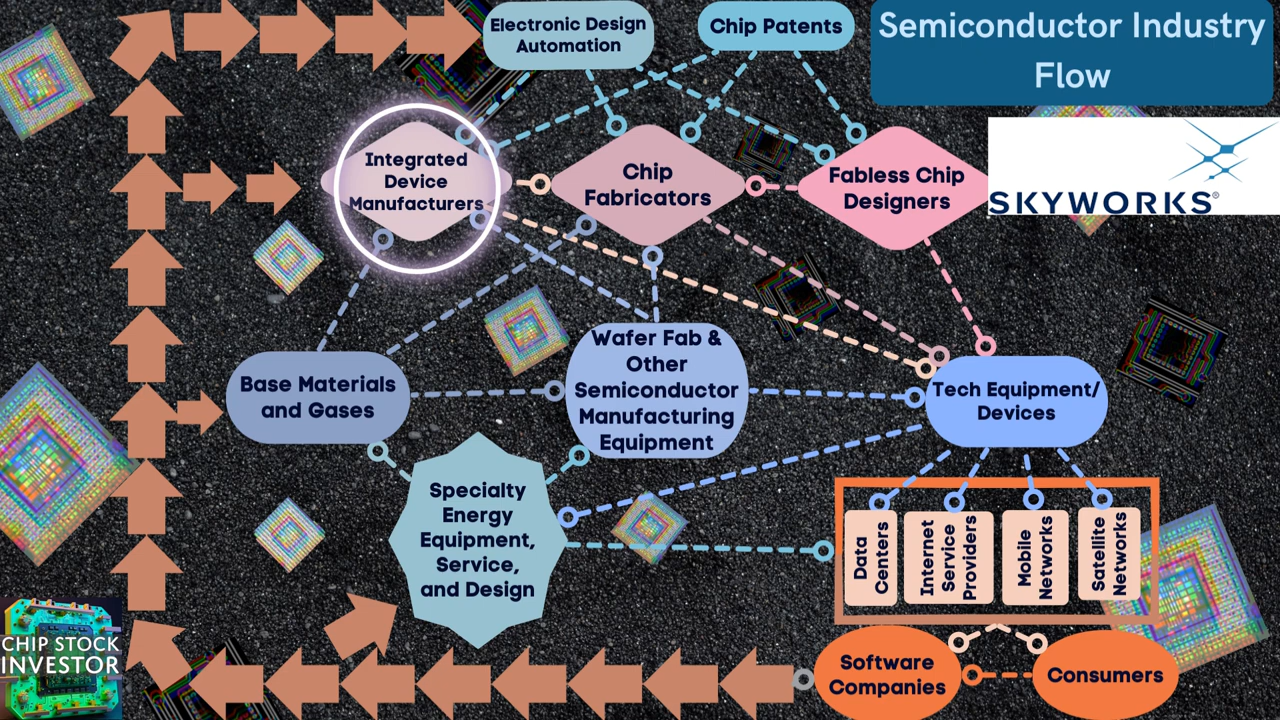 Electronic Design
Automation
Chip Patents
Semiconductor Industry
Flow
Integrated
Device
Manufacturers
Chip
Fabricators
Fabless Chip
Designers
SKYWORKS®
Base Materials
and Gases
Wafer Fab &
Other
Semiconductor
Manufacturing
Equipment
Tech Equipment/
Devices
Specialty
Energy
Equipment,
Service,
and Design
Data
Centers
Internet
Service
Providers
Mobile
Networks
Satellite
Networks
CHIP STOCK
INVESTOR
Software
Companies
Consumers